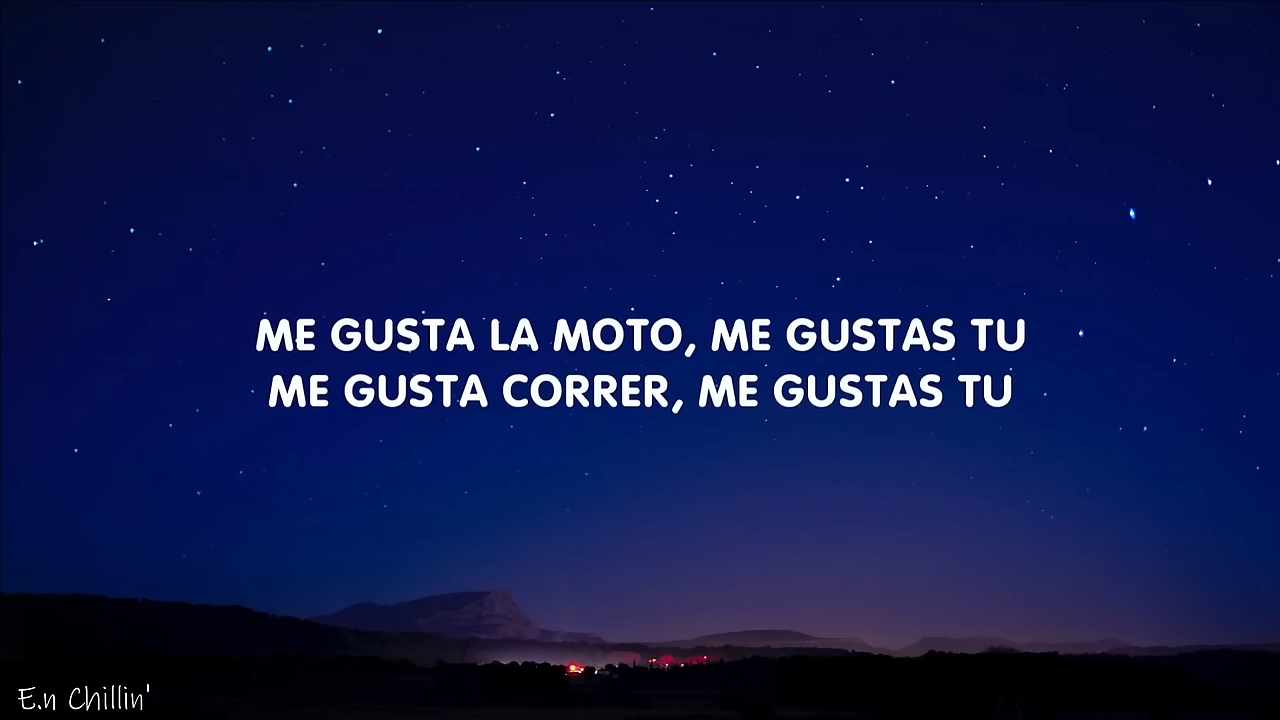 ME GUSTA LA MOTO, ME GUSTAS TU
ME GUSTA CORRER, ME GUSTAS TU
E.n Chillin'